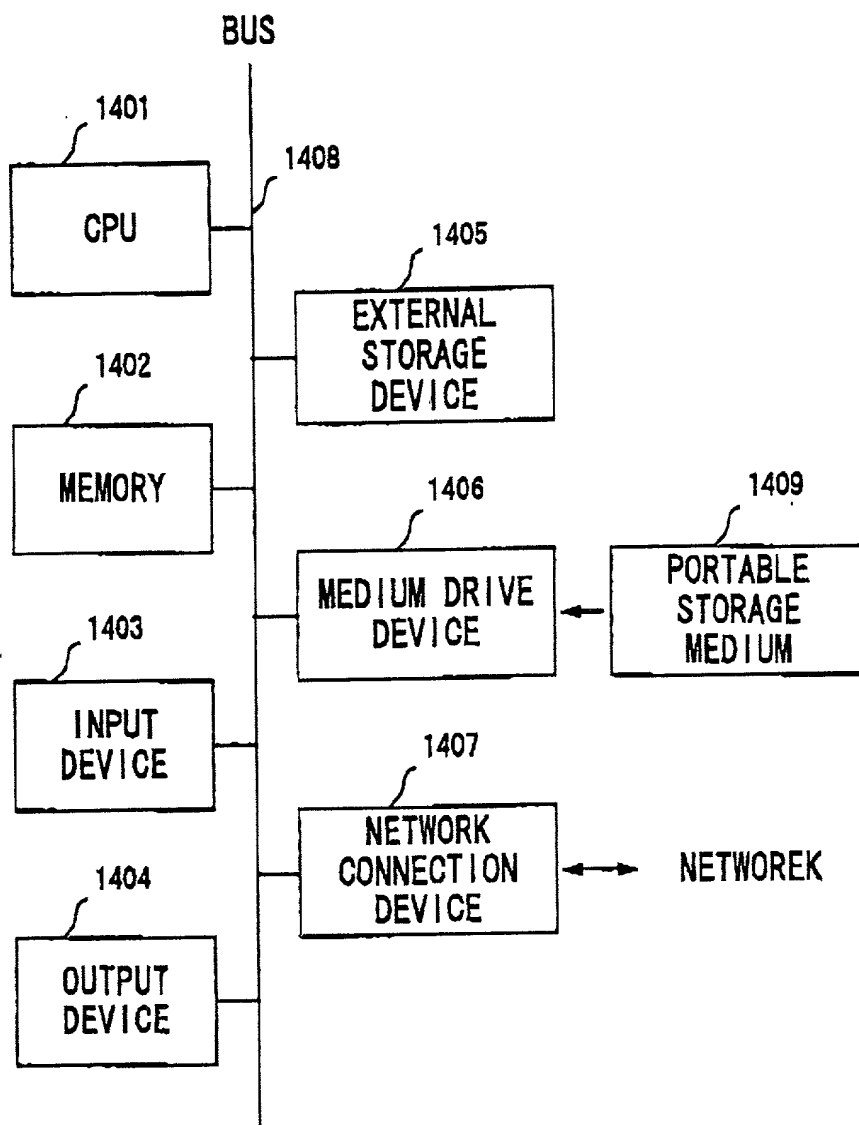 BUS
1401
1408
CPU
1405
EXTERNAL
STORAGE
DEVICE
1402
MEMORY
1406
MEDIUM DRIVE
DEVICE
1409
PORTABLE
STORAGE
MEDIUM
1403
INPUT
DEVICE
1407
NETWORK
CONNECTION
DEVICE
NETWOREK
1404
OUTPUT
DEVICE